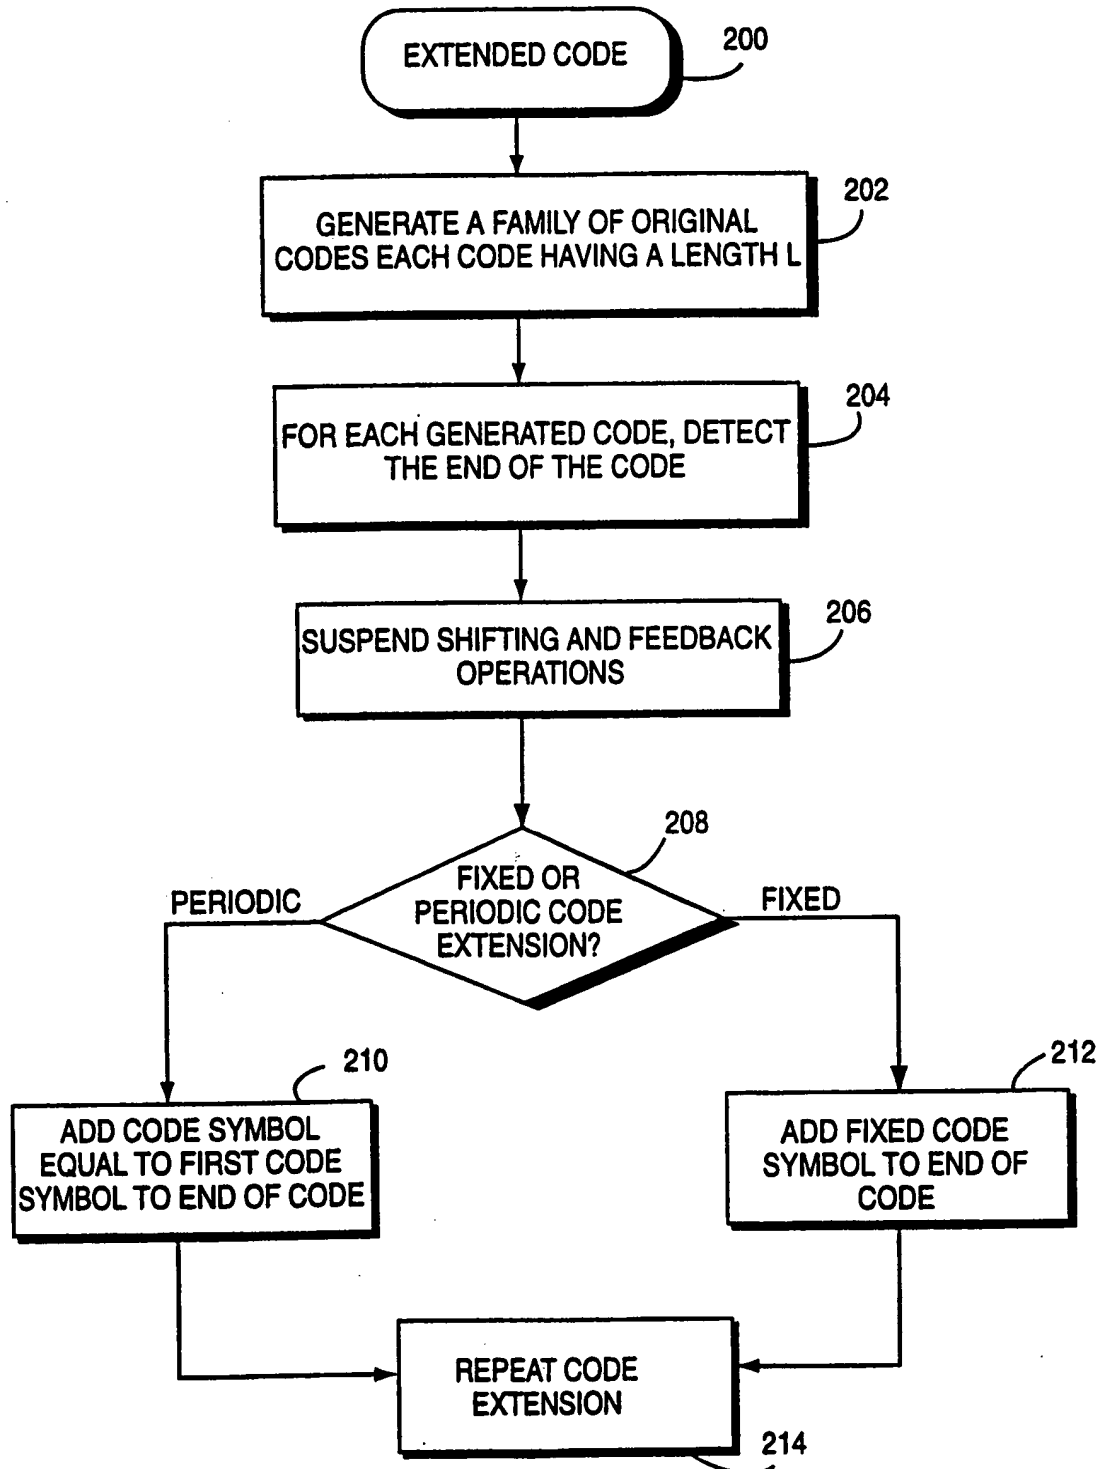 EXTENDED CODE
200
GENERATE A FAMILY OF ORIGINAL
CODES EACH CODE HAVING A LENGTH L
202
FOR EACH GENERATED CODE, DETECT
THE END OF THE CODE
204
SUSPEND SHIFTING AND FEEDBACK
OPERATIONS
206
208
FIXED OR
PERIODIC CODE
EXTENSION?
PERIODIC
FIXED
210
ADD CODE SYMBOL
EQUAL TO FIRST CODE
SYMBOL TO END OF CODE
212
ADD FIXED CODE
SYMBOL TO END OF
CODE
REPEAT CODE
EXTENSION
214